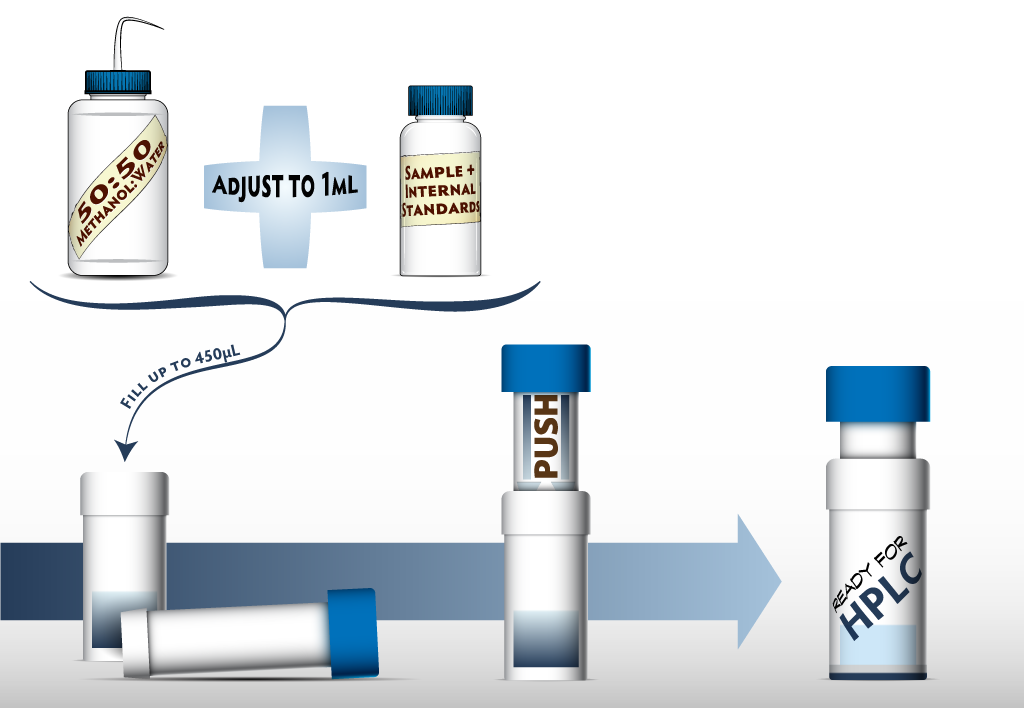 50:50
METHANOL:WATER
ADJUST TO 1ML
SAMPLE +
INTERNAL
STANDARDS
FILL UP TO 450µL
PUSH
READY FOR
HPLC